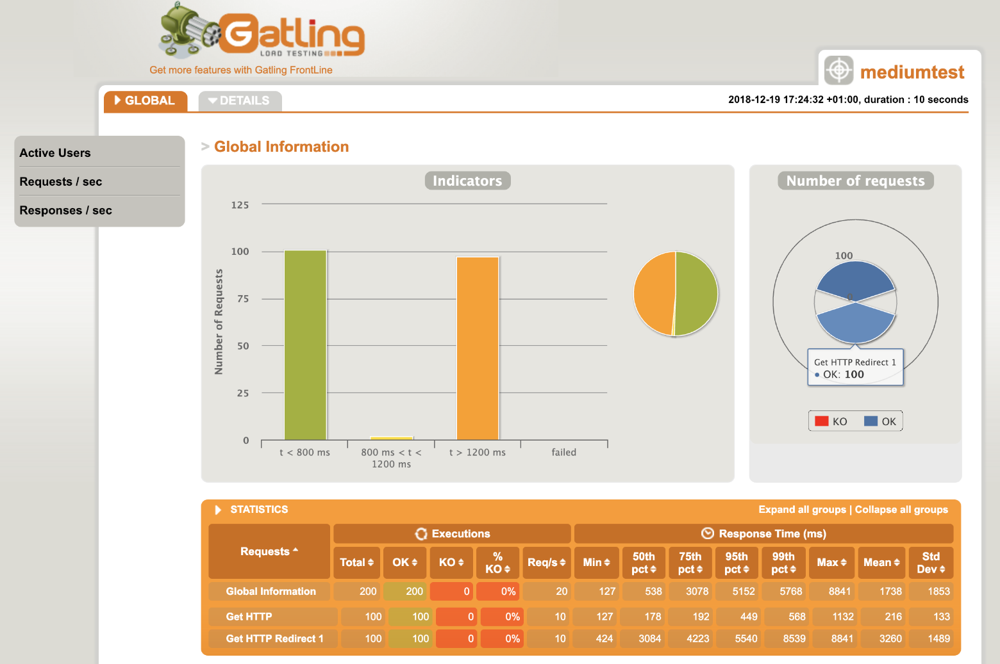 Gatling
LOAD TESTING
Get more features with Gatling FrontLine
mediumtest
GLOBAL
DETAILS
2018-12-19 17:24:32 +01:00, duration : 10 seconds
Active Users
Requests / sec
Responses / sec
> Global Information
Indicators
Number of Requests
125
100
75
50
25
0
t < 800 ms
800 ms < t <
1200 ms
t > 1200 ms
failed
Number of requests
100
0
Get HTTP Redirect 1
OK: 100
KO OK
STATISTICS
Expand all groups | Collapse all groups
Requests
Executions
Response Time (ms)
Total OK KO % KO Req/s Min 50th pct 75th pct 95th pct 99th pct Max Mean Std Dev
Global Information 200 200 0 0% 20 127 538 3078 5152 5768 8841 1738 1853
Get HTTP 100 100 0 0% 10 127 178 192 449 568 1132 216 133
Get HTTP Redirect 1 100 100 0 0% 10 424 3084 4223 5540 8539 8841 3260 1489